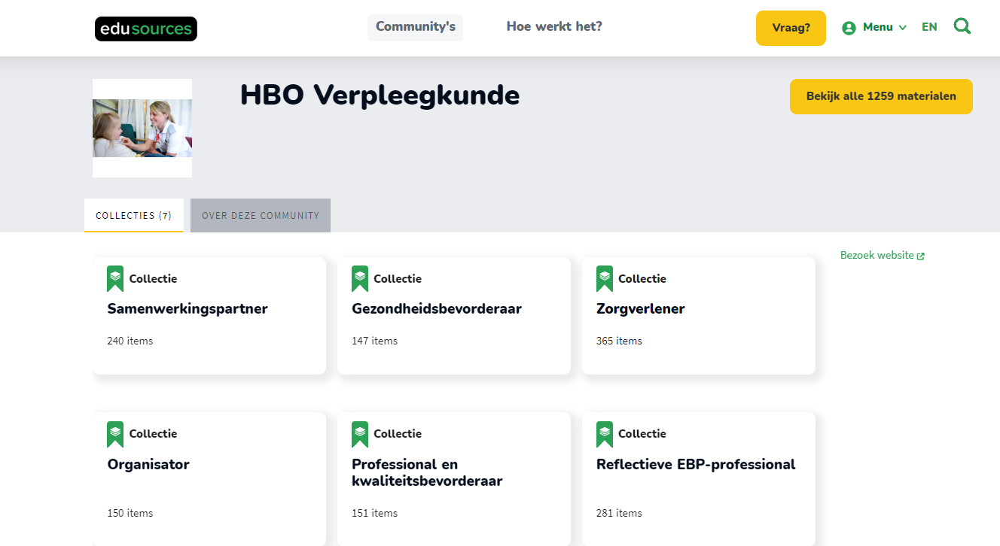 edusources
Community's
Hoe werkt het?
Vraag?
Menu
EN
HBO Verpleegkunde
Bekijk alle 1259 materialen
COLLECTIES (7)
OVER DEZE COMMUNITY
Bezoek website
Collectie
Samenwerkingspartner
240 items
Collectie
Gezondheidsbevorderaar
147 items
Collectie
Zorgverlener
365 items
Collectie
Organisator
150 items
Collectie
Professional en
kwaliteitsbevorderaar
151 items
Collectie
Reflectieve EBP-professional
281 items